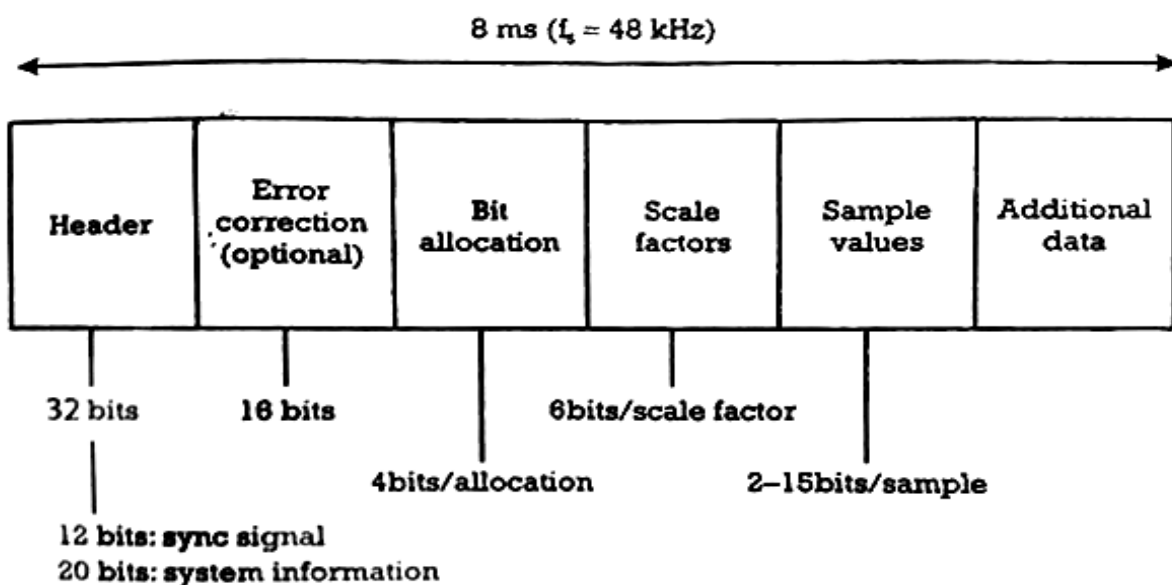 8 ms (fs = 48 kHz)
Header
Error
correction
(optional)
Bit
allocation
Scale
factors
Sample
values
Additional
data
32 bits
16 bits
6bits/scale factor
4bits/allocation
2–15bits/sample
12 bits: sync signal
20 bits: system information